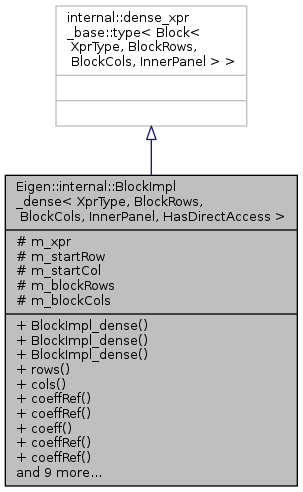 internal::dense_xpr
_base::type< Block<
XprType, BlockRows,
BlockCols, InnerPanel > >
Eigen::internal::BlockImpl
_dense< XprType, BlockRows,
BlockCols, InnerPanel, HasDirectAccess >
# m_xpr
# m_startRow
# m_startCol
# m_blockRows
# m_blockCols
+ BlockImpl_dense()
+ BlockImpl_dense()
+ BlockImpl_dense()
+ rows()
+ cols()
+ coeffRef()
+ coeffRef()
+ coeff()
+ coeffRef()
+ coeffRef()
and 9 more...